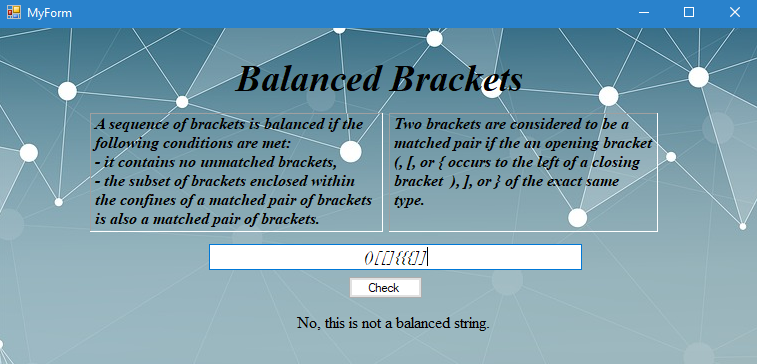 MyForm
Balanced Brackets
A sequence of brackets is balanced if the
following conditions are met:
- it contains no unmatched brackets,
- the subset of brackets enclosed within
the confines of a matched pair of brackets
is also a matched pair of brackets.
Two brackets are considered to be a
matched pair if the an opening bracket
(, [, or { occurs to the left of a closing
bracket  ), ], or } of the exact same
type.
Check
No, this is not a balanced string.